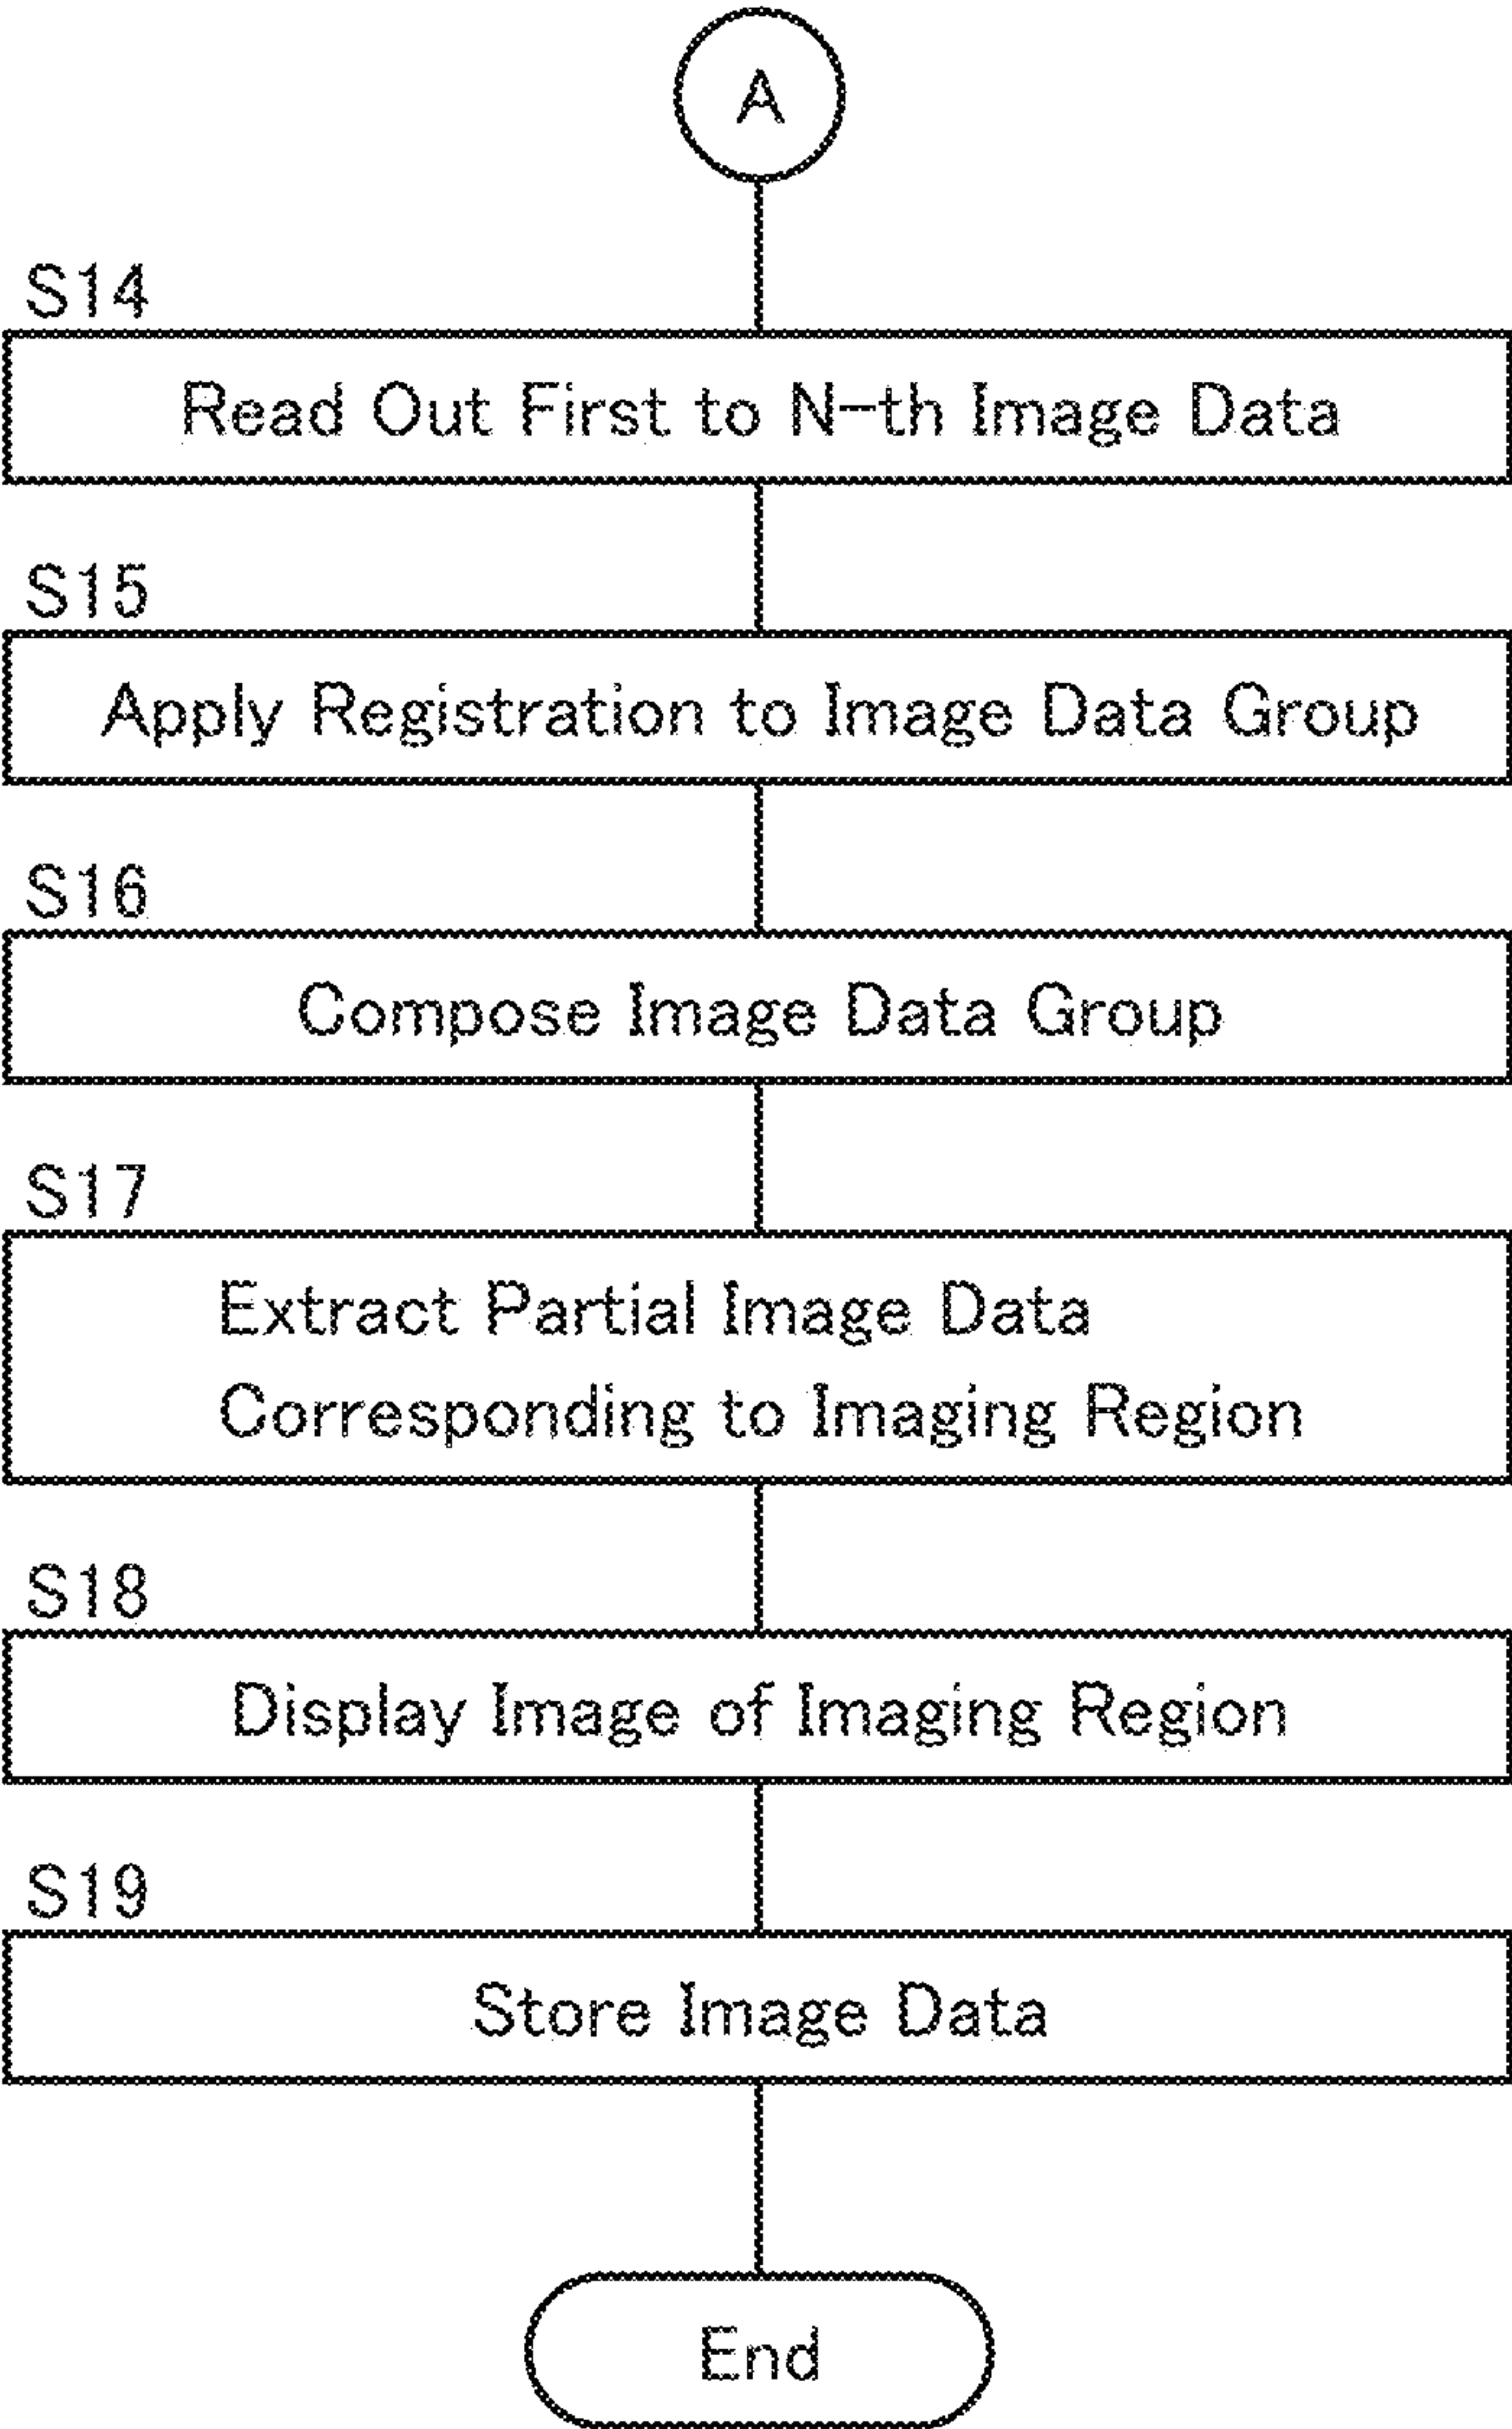 A
S14
Read Out First to N-th Image Data
S15
Apply Registration to Image Data Group
S16
Compose Image Data Group
S17
Extract Partial Image Data
Corresponding to Imaging Region
S18
Display Image of Imaging Region
S19
Store Image Data
End